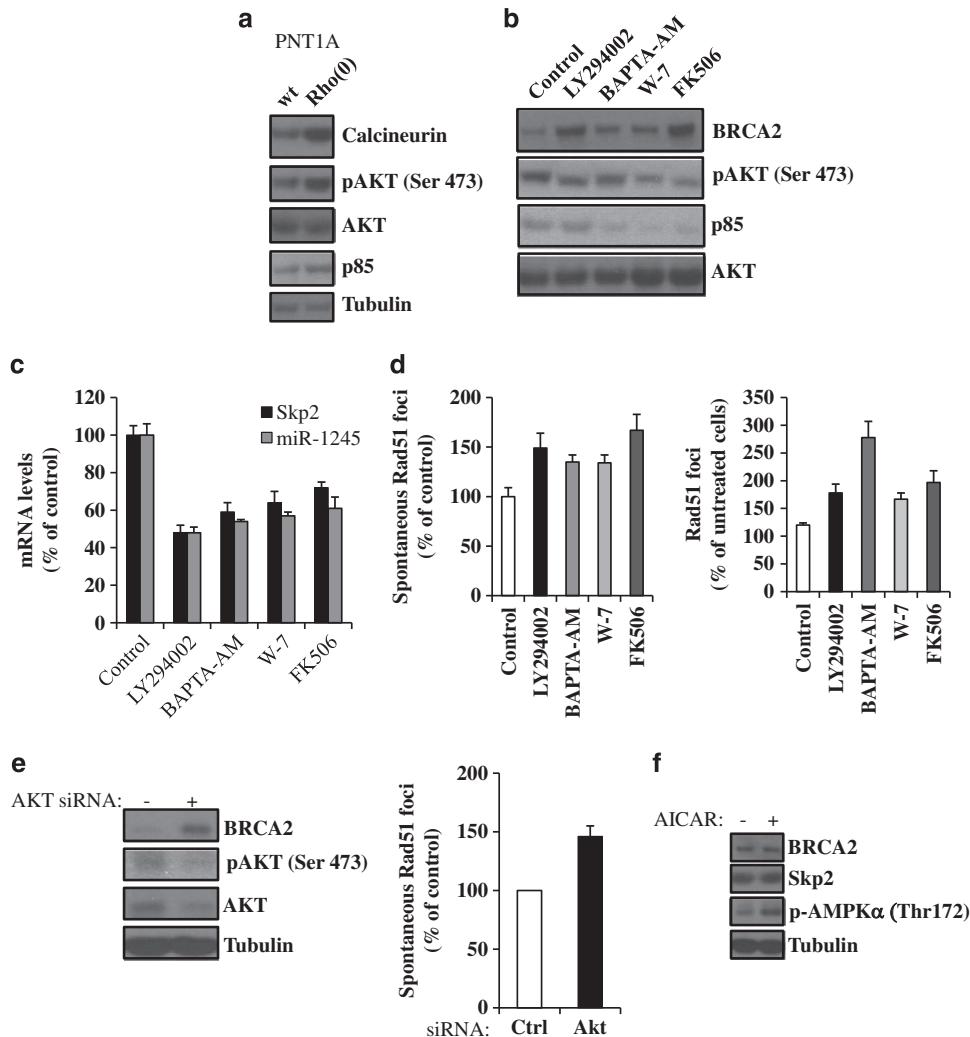 a
PNT1A
wt
Rho(0)
Calcineurin
pAKT (Ser 473)
AKT
p85
Tubulin
b
Control
LY294002
BAPTA-AM
W-7
FK506
BRCA2
pAKT (Ser 473)
p85
AKT
c
mRNA levels
(% of control)
120
100
80
60
40
20
0
Skp2
miR-1245
Control
LY294002
BAPTA-AM
W-7
FK506
d
Spontaneous Rad51 foci
(% of control)
200
150
100
50
0
Control
LY294002
BAPTA-AM
W-7
FK506
Rad51 foci
(% of untreated cells)
350
300
250
200
150
100
50
0
Control
LY294002
BAPTA-AM
W-7
FK506
e
AKT siRNA: - +
BRCA2
pAKT (Ser 473)
AKT
Tubulin
Spontaneous Rad51 foci
(% of control)
200
150
100
50
0
siRNA: Ctrl Akt
f
AICAR: - +
BRCA2
Skp2
p-AMPKα (Thr172)
Tubulin